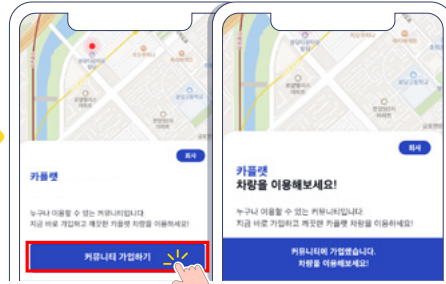 회사
카플랫
누구나 이용할 수 있는 커뮤니티입니다.
지금 바로 가입하고 깨끗한 카플랫 차량을 이용하세요!
커뮤니티 가입하기
회사
카플랫
차량을 이용해보세요!
누구나 이용할 수 있는 커뮤니티입니다.
지금 바로 가입하고 깨끗한 카플랫 차량을 이용하세요!
커뮤니티에 가입했습니다.
차량을 이용해보세요!